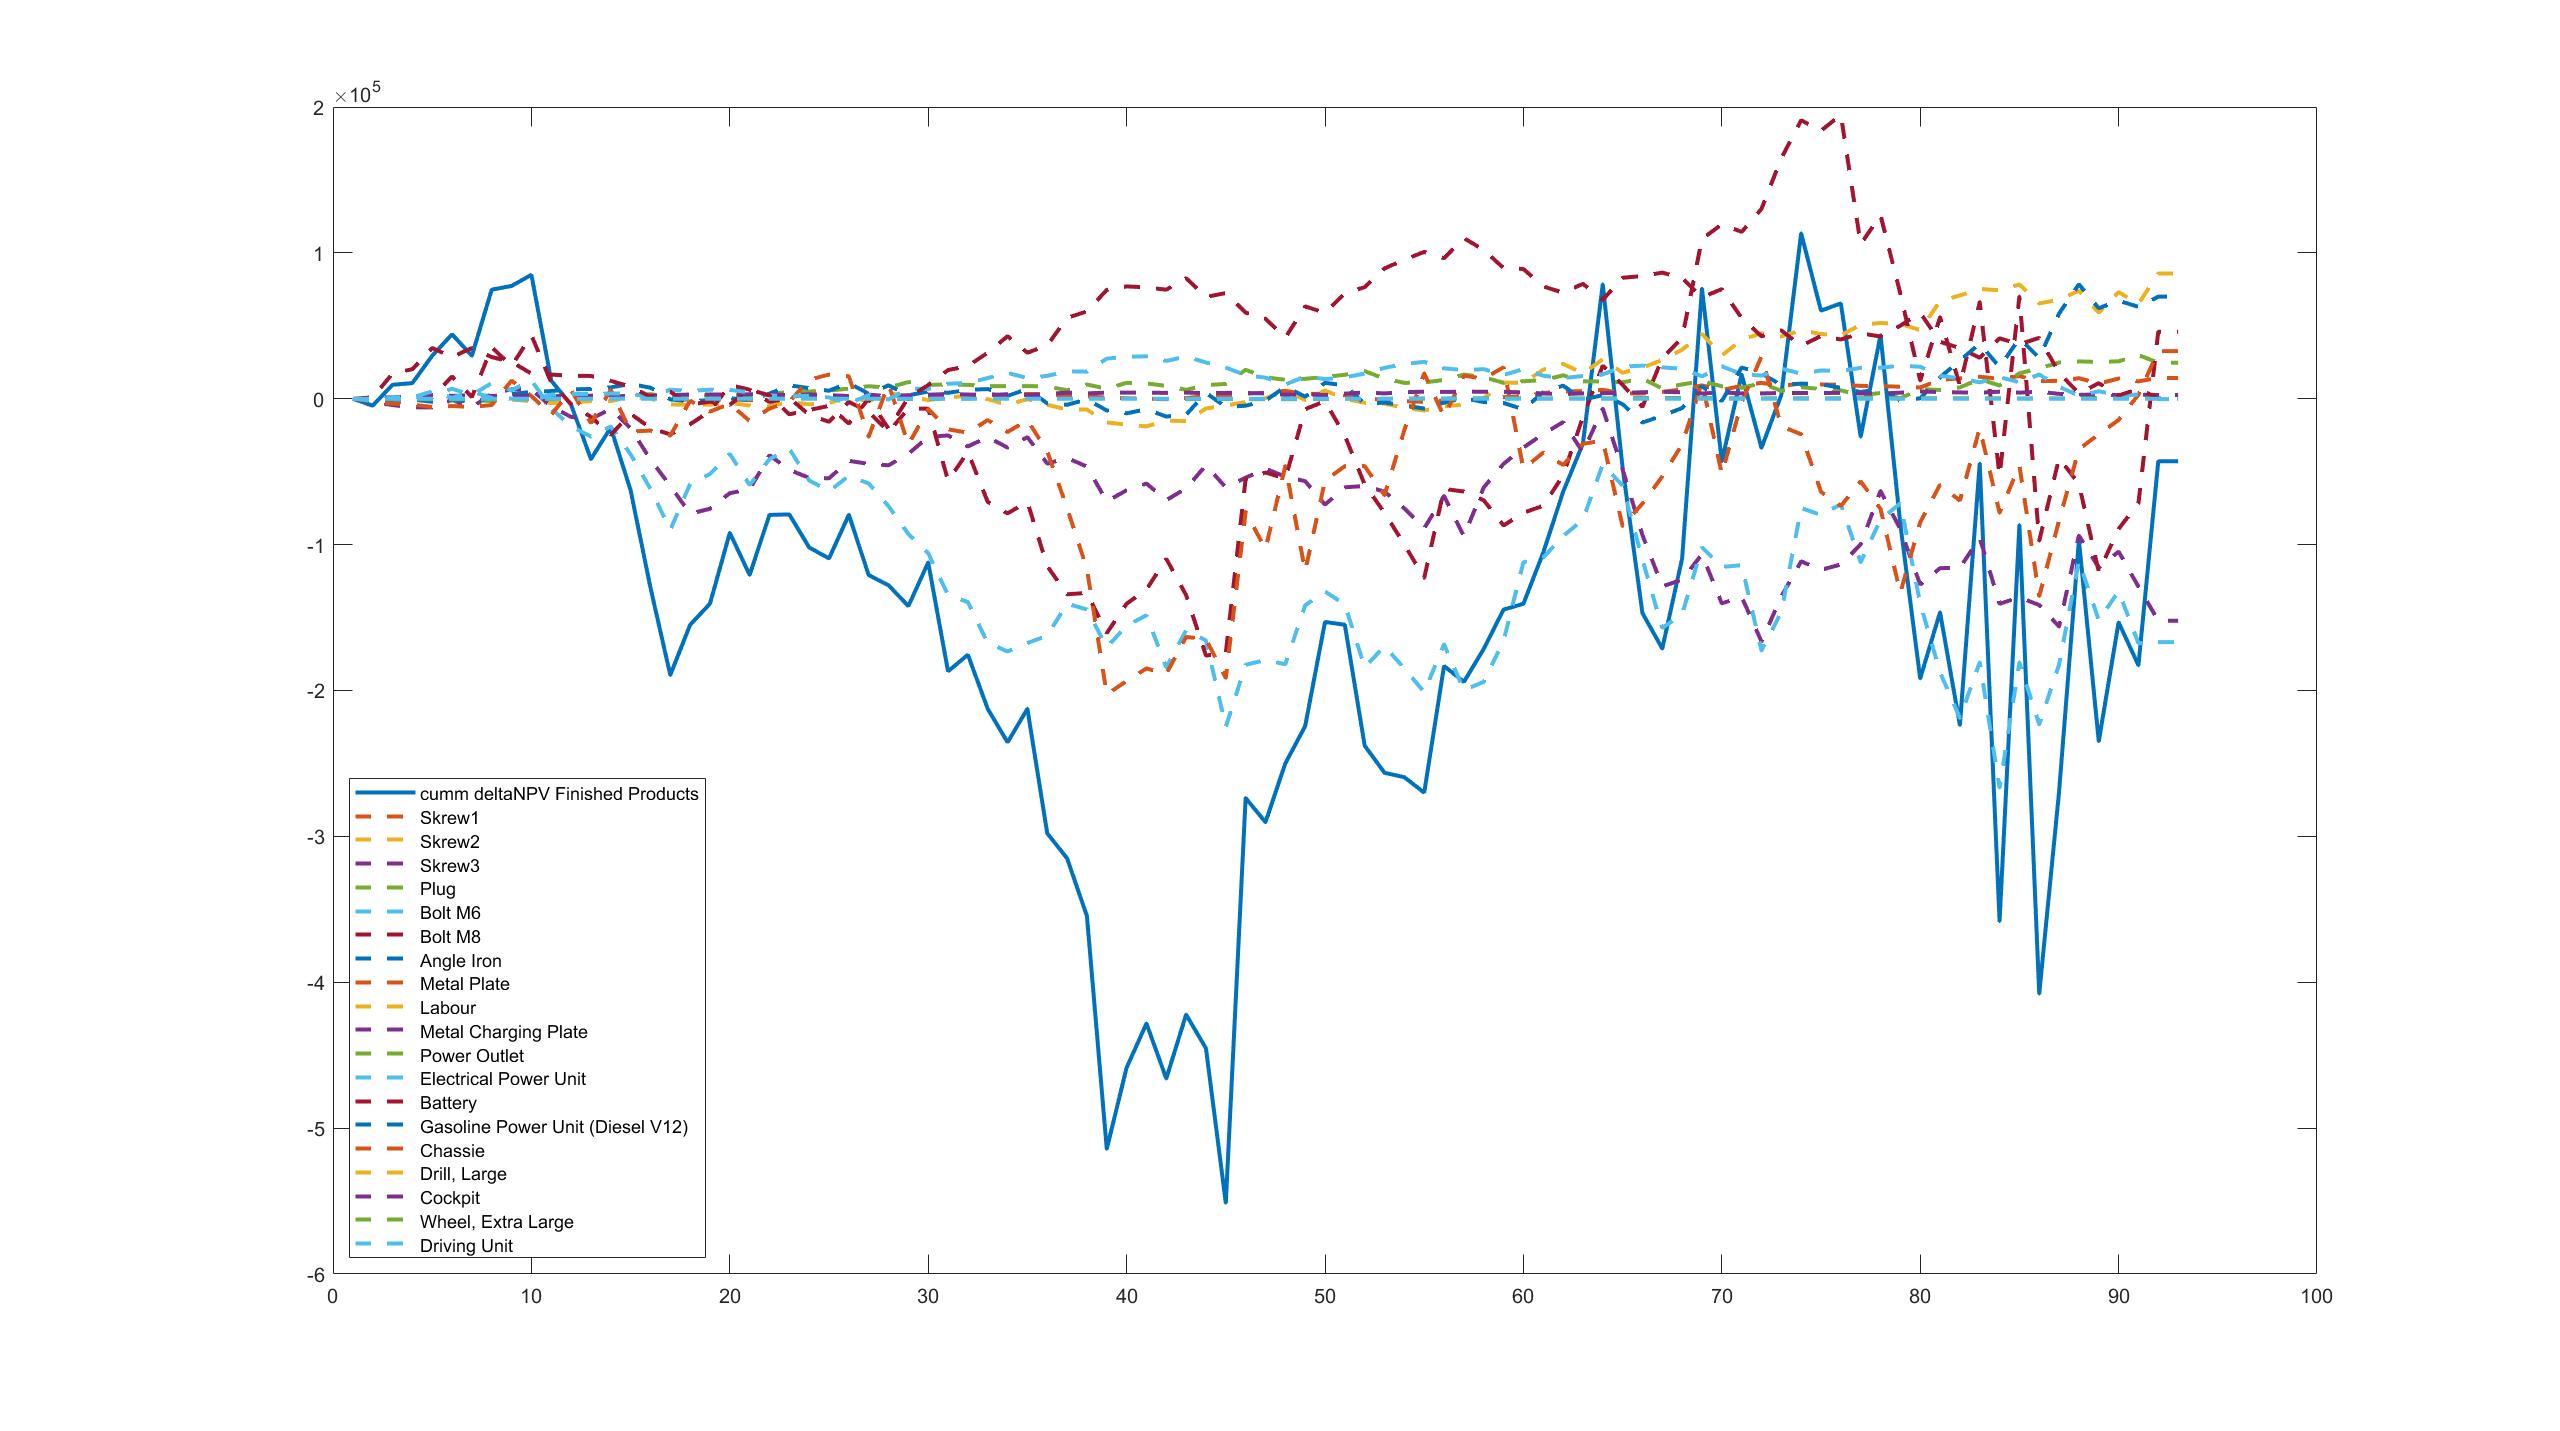 ×10^5
2
1
0
-1
-2
-3
-4
-5
-6
cumm deltaNPV Finished Products
Skrew1
Skrew2
Skrew3
Plug
Bolt M6
Bolt M8
Angle Iron
Metal Plate
Labour
Metal Charging Plate
Power Outlet
Electrical Power Unit
Battery
Gasoline Power Unit (Diesel V12)
Chassie
Drill, Large
Cockpit
Wheel, Extra Large
Driving Unit
0 10 20 30 40 50 60 70 80 90 100